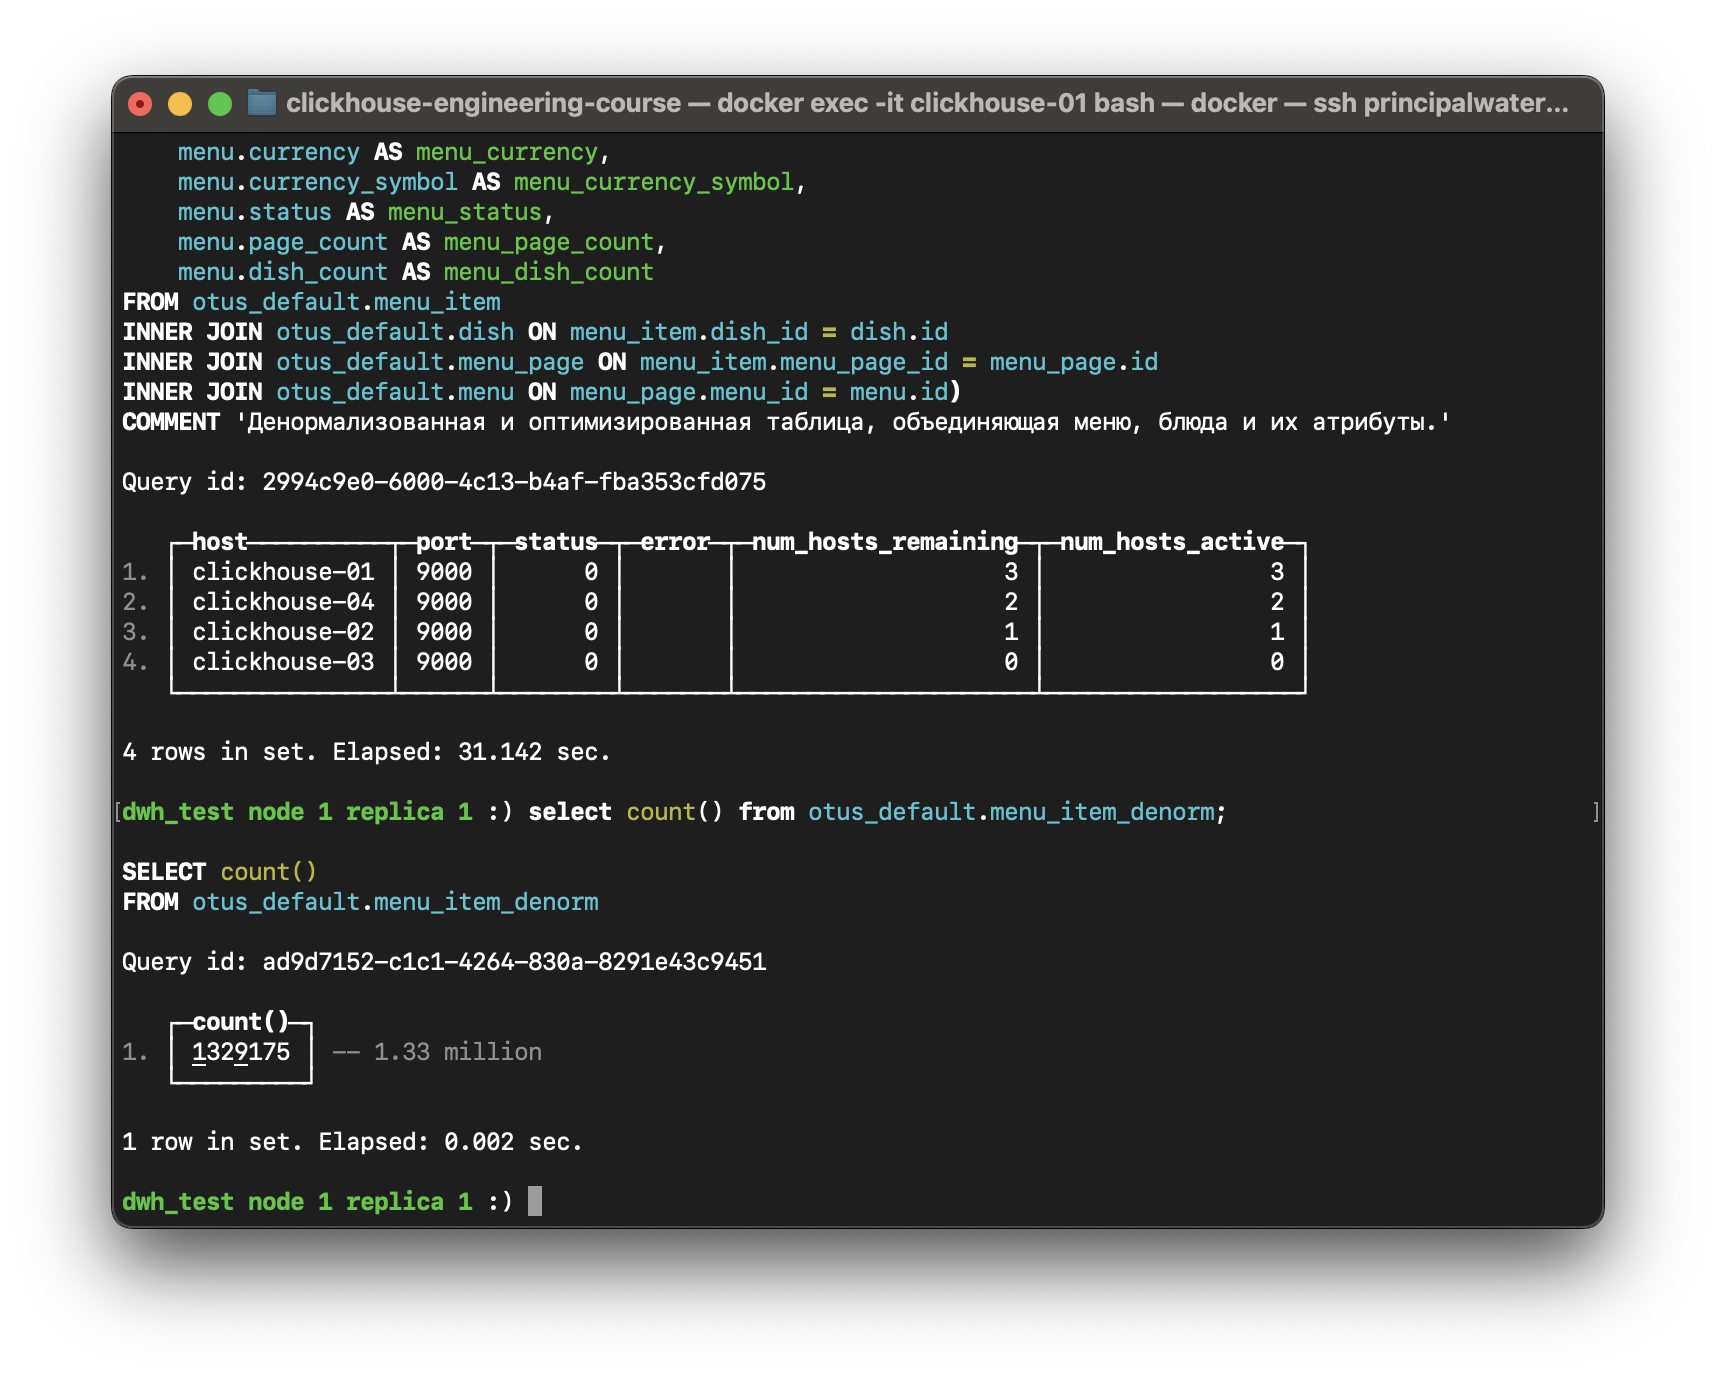 clickhouse-engineering-course — docker exec -it clickhouse-01 bash — docker — ssh principalwater...
menu.currency AS menu_currency,
menu.currency_symbol AS menu_currency_symbol,
menu.status AS menu_status,
menu.page_count AS menu_page_count,
menu.dish_count AS menu_dish_count
FROM otus_default.menu_item
INNER JOIN otus_default.dish ON menu_item.dish_id = dish.id
INNER JOIN otus_default.menu_page ON menu_item.menu_page_id = menu_page.id
INNER JOIN otus_default.menu ON menu_page.menu_id = menu.id)
COMMENT 'Денормализованная и оптимизированная таблица, объединяющая меню, блюда и их атрибуты.'
Query id: 2994c9e0-6000-4c13-b4af-fba353cfd075
host port status error num_hosts_remaining num_hosts_active
1. clickhouse-01 9000 0 3 3
2. clickhouse-04 9000 0 2 2
3. clickhouse-02 9000 0 1 1
4. clickhouse-03 9000 0 0 0
4 rows in set. Elapsed: 31.142 sec.
[dwh_test node 1 replica 1 :) select count() from otus_default.menu_item_denorm; ]
SELECT count()
FROM otus_default.menu_item_denorm
Query id: ad9d7152-c1c1-4264-830a-8291e43c9451
count()
1. 1329175 -- 1.33 million
1 row in set. Elapsed: 0.002 sec.
dwh_test node 1 replica 1 :)